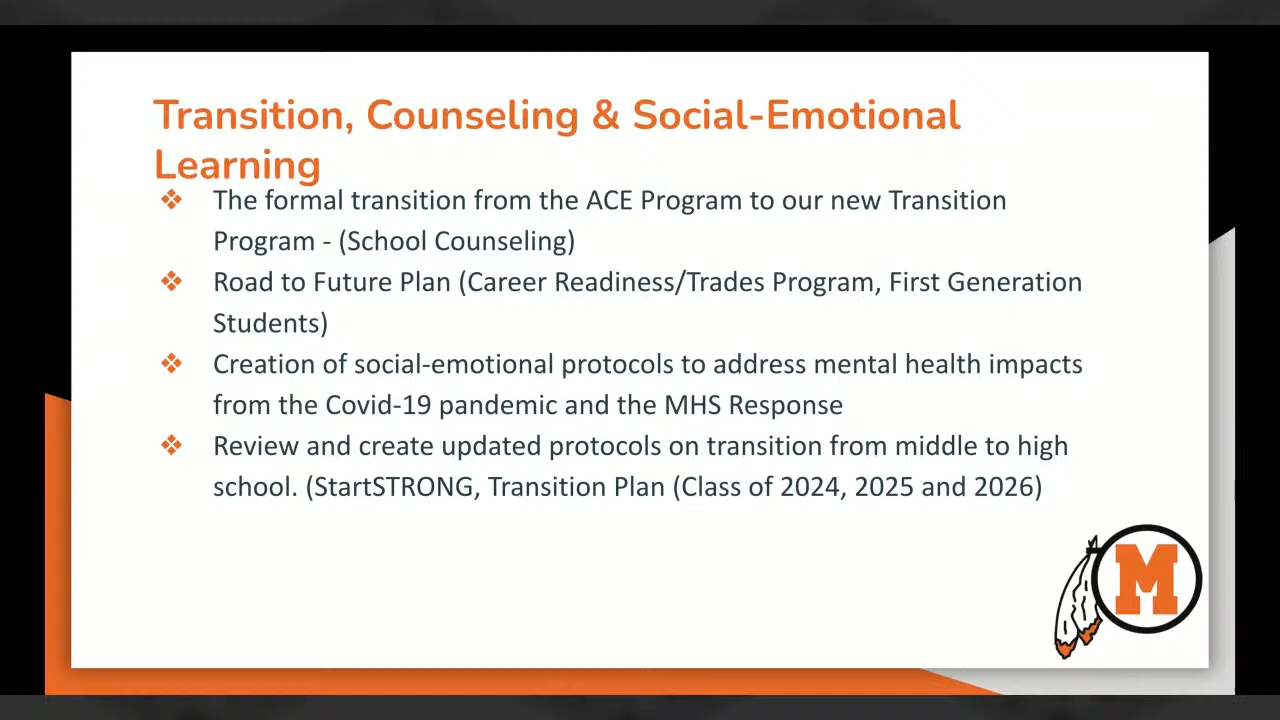 Transition, Counseling & Social-Emotional
Learning
❖ The formal transition from the ACE Program to our new Transition
Program - (School Counseling)
❖ Road to Future Plan (Career Readiness/Trades Program, First Generation
Students)
❖ Creation of social-emotional protocols to address mental health impacts
from the Covid-19 pandemic and the MHS Response
❖ Review and create updated protocols on transition from middle to high
school. (StartSTRONG, Transition Plan (Class of 2024, 2025 and 2026)
M